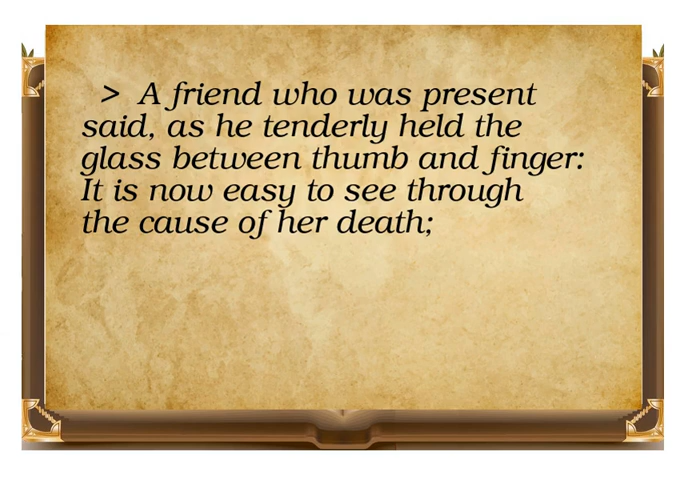 > A friend who was present
said, as he tenderly held the
glass between thumb and finger:
It is now easy to see through
the cause of her death;